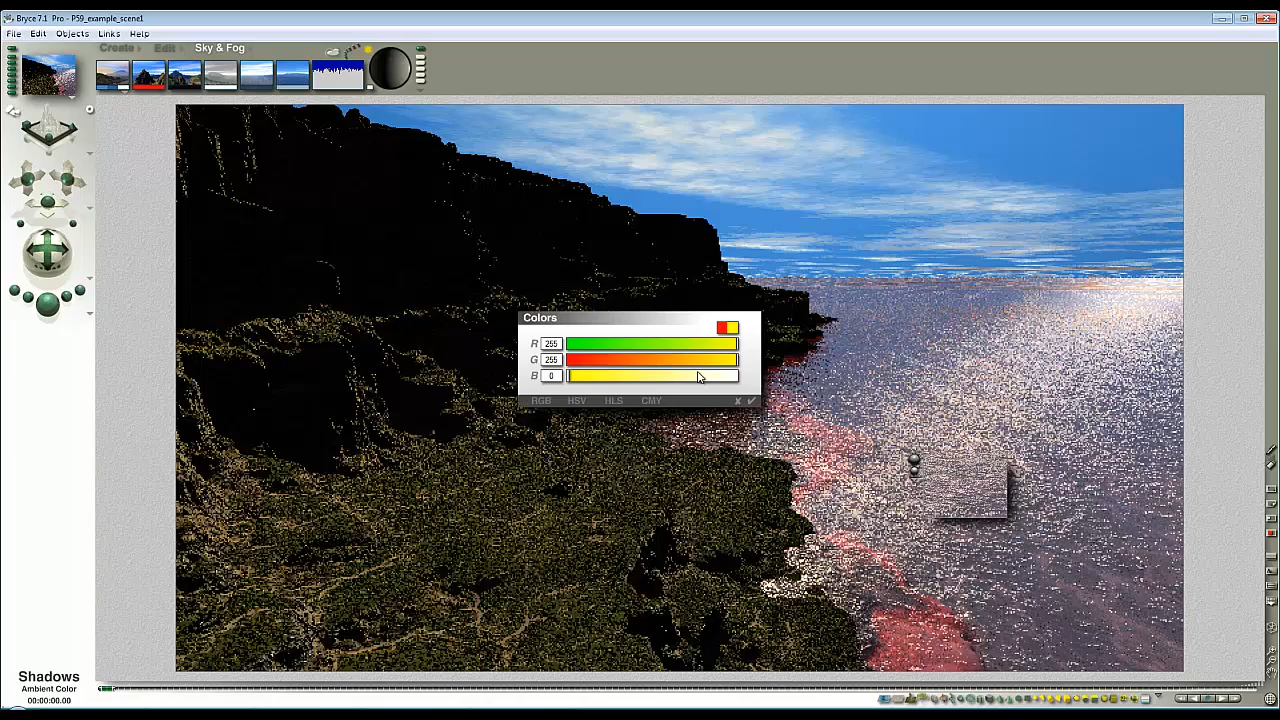 Bryce 7.1 Pro - P59_example_scene1
File Edit Objects Links Help
Create Edit Sky & Fog
Colors
R 255
G 255
B 0
RGB HSV HLS CMY
Shadows
Ambient Color
00:00:00.00